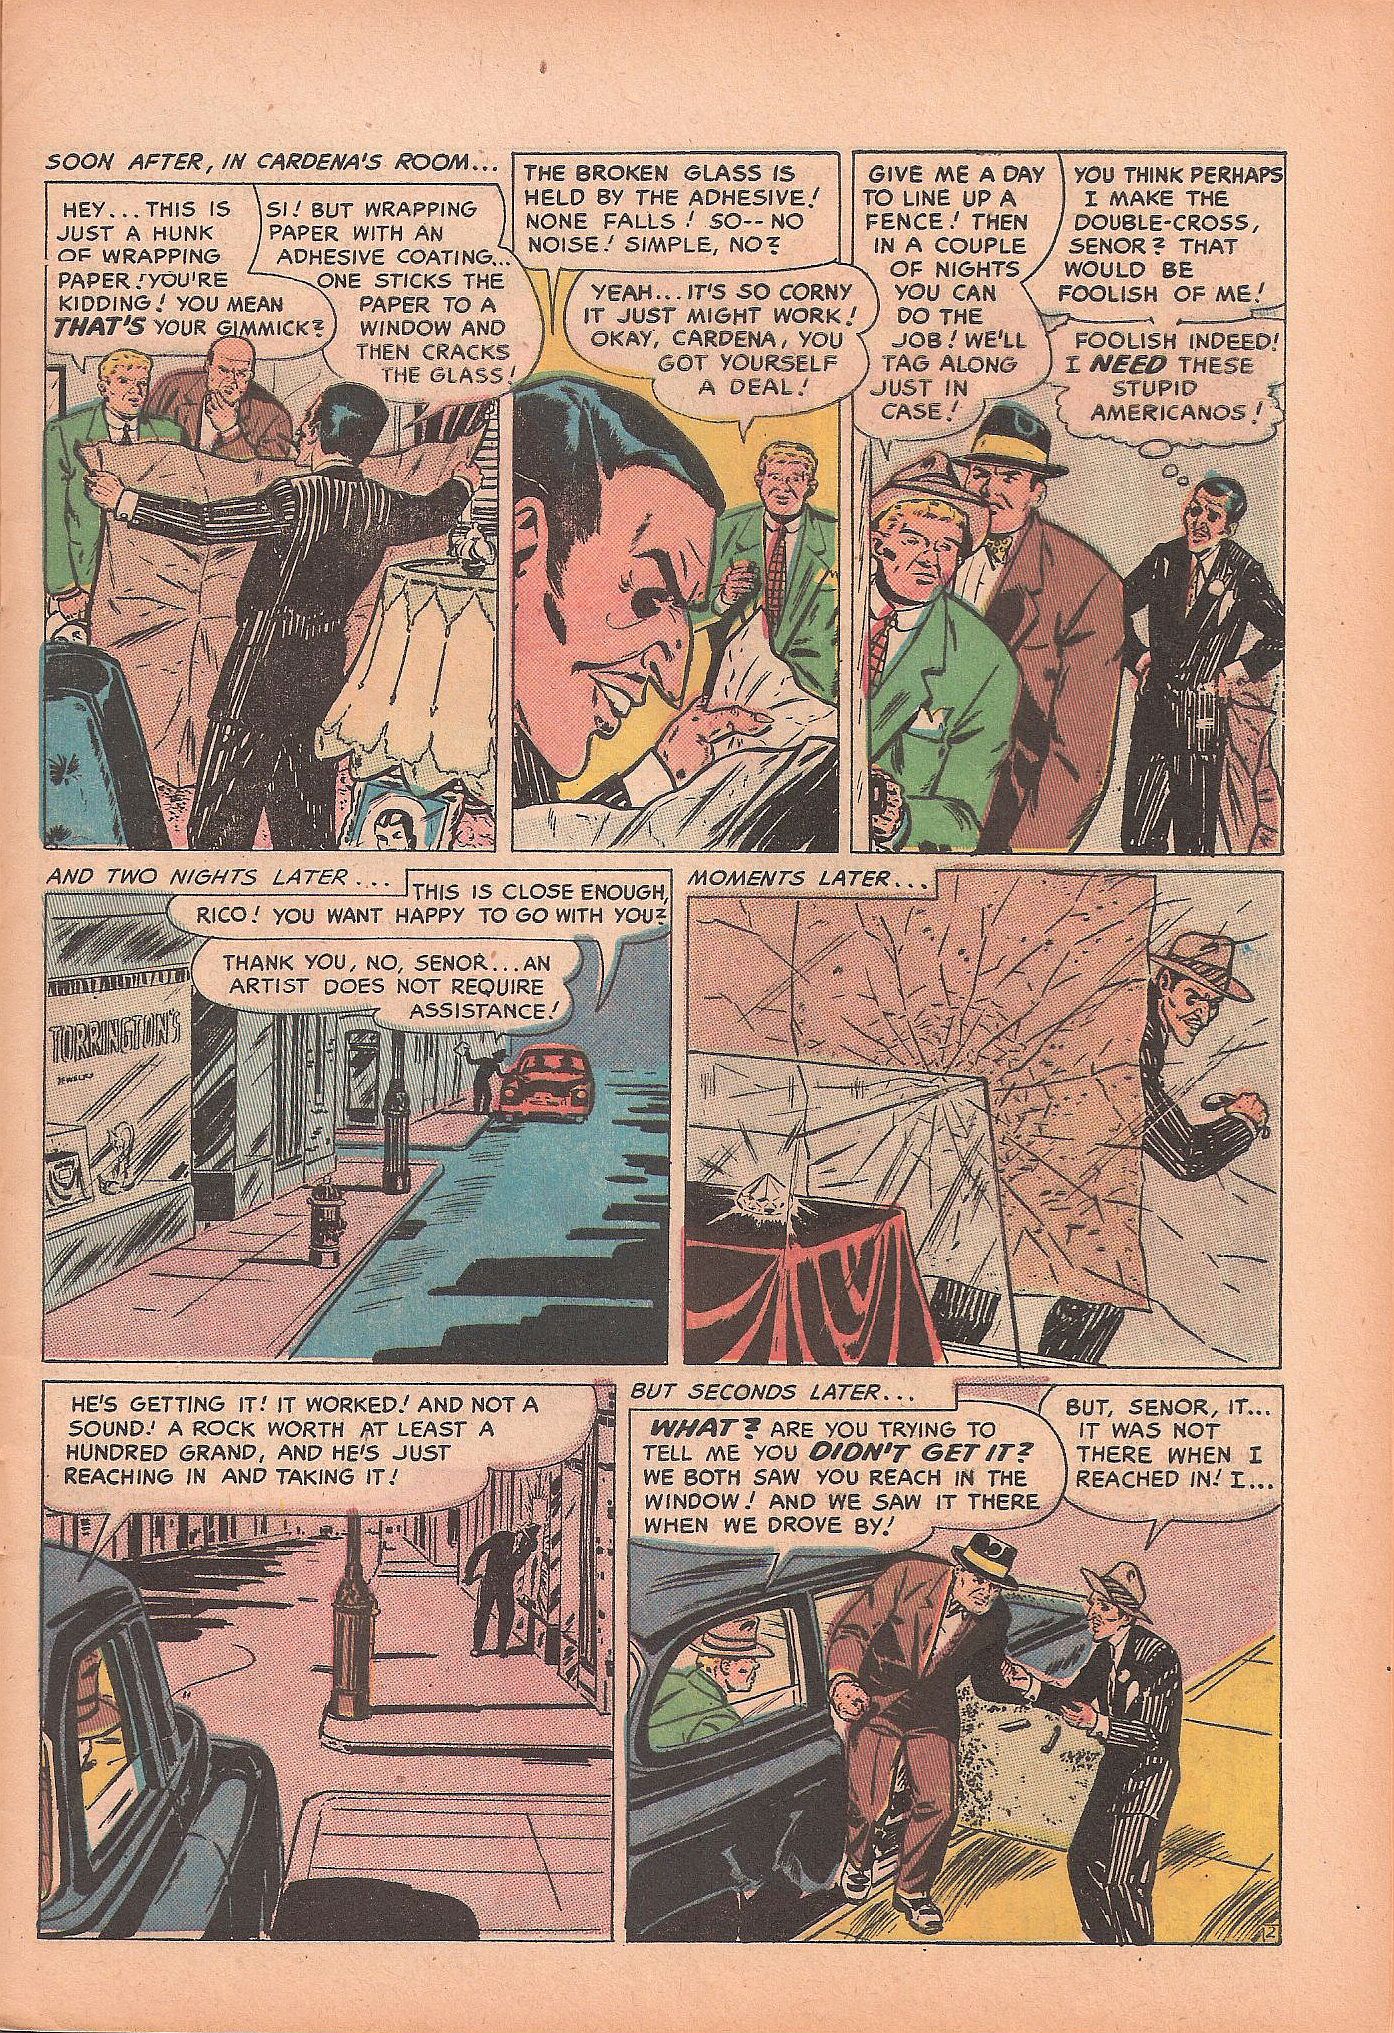 SOON AFTER, IN CARDENA'S ROOM...
HEY...THIS IS
JUST A HUNK
OF WRAPPING
PAPER! YOU'RE
KIDDING! YOU MEAN
THAT'S YOUR GIMMICK?
SI! BUT WRAPPING
PAPER WITH AN
ADHESIVE COATING...
ONE STICKS THE
PAPER TO A
WINDOW AND
THEN CRACKS
THE GLASS!
THE BROKEN GLASS IS
HELD BY THE ADHESIVE!
NONE FALLS! SO--NO
NOISE! SIMPLE, NO?
YEAH...IT'S SO CORNY
IT JUST MIGHT WORK!
OKAY, CARDENA, YOU
GOT YOURSELF
A DEAL!
GIVE ME A DAY
TO LINE UP A
FENCE! THEN
IN A COUPLE
OF NIGHTS
YOU CAN
DO THE
JOB! WE'LL
TAG ALONG
JUST IN
CASE!
YOU THINK PERHAPS
I MAKE THE
DOUBLE-CROSS,
SENOR? THAT
WOULD BE
FOOLISH OF ME!
FOOLISH INDEED!
I NEED THESE
STUPID
AMERICANOS!
AND TWO NIGHTS LATER....
THIS IS CLOSE ENOUGH,
RICO! YOU WANT HAPPY TO GO WITH YOU?
THANK YOU, NO, SENOR...AN
ARTIST DOES NOT REQUIRE
ASSISTANCE!
TORRINGTON'S
JEWELRY
MOMENTS LATER...
HE'S GETTING IT! IT WORKED! AND NOT A
SOUND! A ROCK WORTH AT LEAST A
HUNDRED GRAND, AND HE'S JUST
REACHING IN AND TAKING IT!
BUT SECONDS LATER...
WHAT? ARE YOU TRYING TO
TELL ME YOU DIDN'T GET IT?
WE BOTH SAW YOU REACH IN THE
WINDOW! AND WE SAW IT THERE
WHEN WE DROVE BY!
BUT, SENOR, IT...
IT WAS NOT
THERE WHEN I
REACHED IN! I...
2